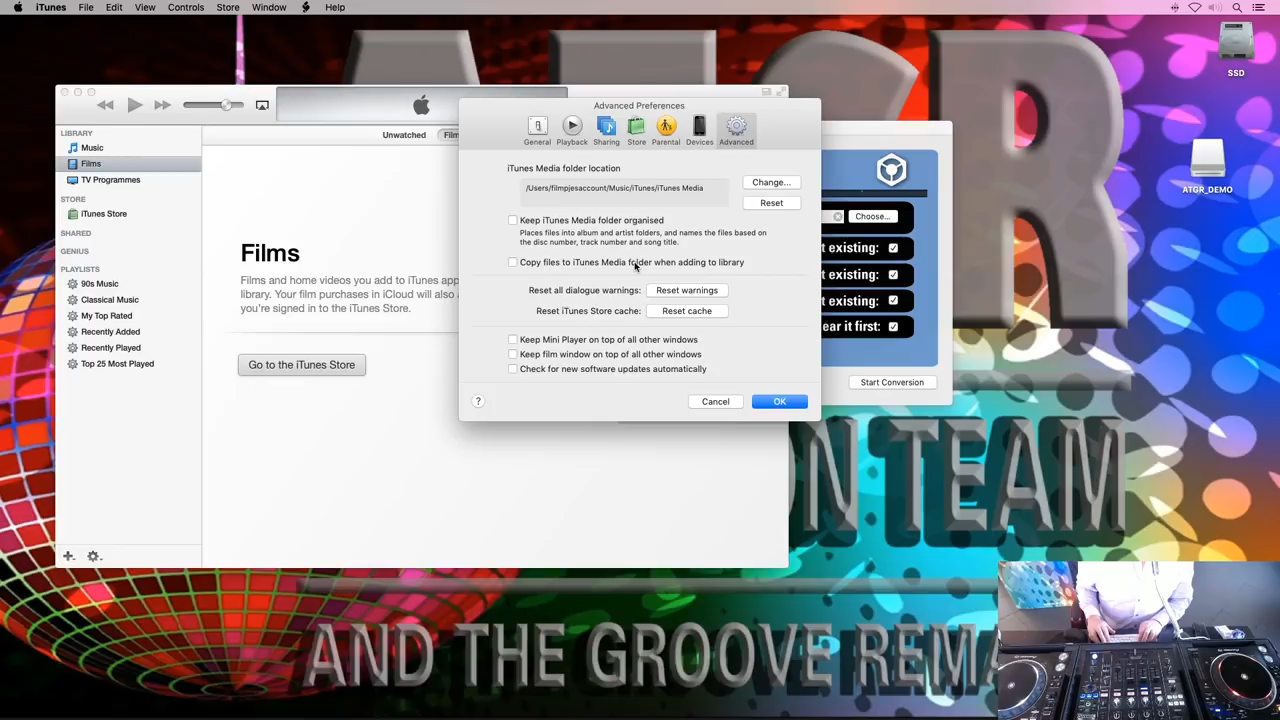 iTunes File Edit View Controls Store Window Help
SSD
ATGR_DEMO
LIBRARY
Music
Films
TV Programmes
STORE
iTunes Store
SHARED
GENIUS
PLAYLISTS
90s Music
Classical Music
My Top Rated
Recently Added
Recently Played
Top 25 Most Played
Unwatched
Films
Films and home videos you add to iTunes app
library. Your film purchases in iCloud will also
you're signed in to the iTunes Store.
Go to the iTunes Store
Advanced Preferences
General Playback Sharing Store Parental Devices Advanced
iTunes Media folder location
/Users/filmpjesaccount/Music/iTunes/iTunes Media
Change...
Reset
Keep iTunes Media folder organised
Places files into album and artist folders, and names the files based on
the disc number, track number and song title.
Copy files to iTunes Media folder when adding to library
Reset all dialogue warnings: Reset warnings
Reset iTunes Store cache: Reset cache
Keep Mini Player on top of all other windows
Keep film window on top of all other windows
Check for new software updates automatically
? Cancel OK
Choose...
t existing:
t existing:
t existing:
ear it first:
Start Conversion
R
ON TEAM
AND THE GROOVE REMA